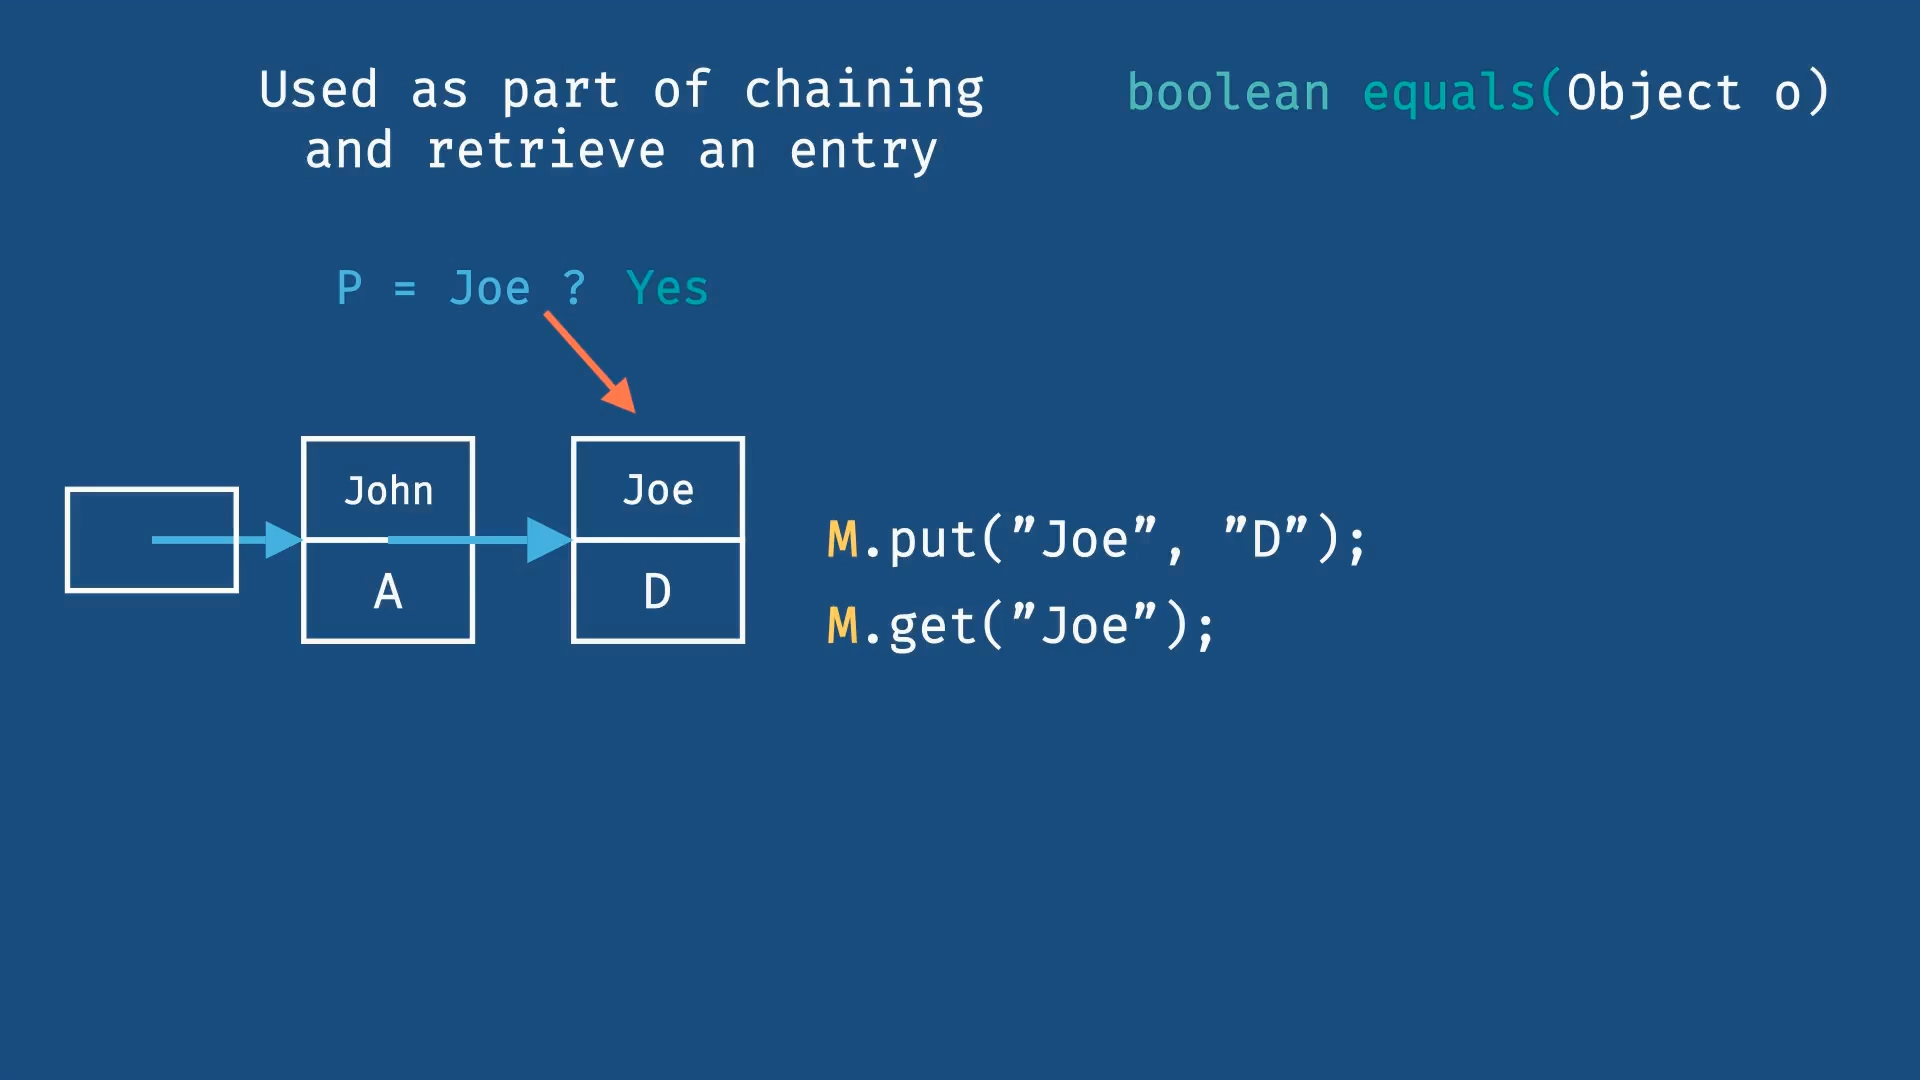 Used as part of chaining
and retrieve an entry
boolean equals(Object o)
P = Joe ? Yes
John
Joe
A
D
M.put(”Joe”, ”D”);
M.get(”Joe”);